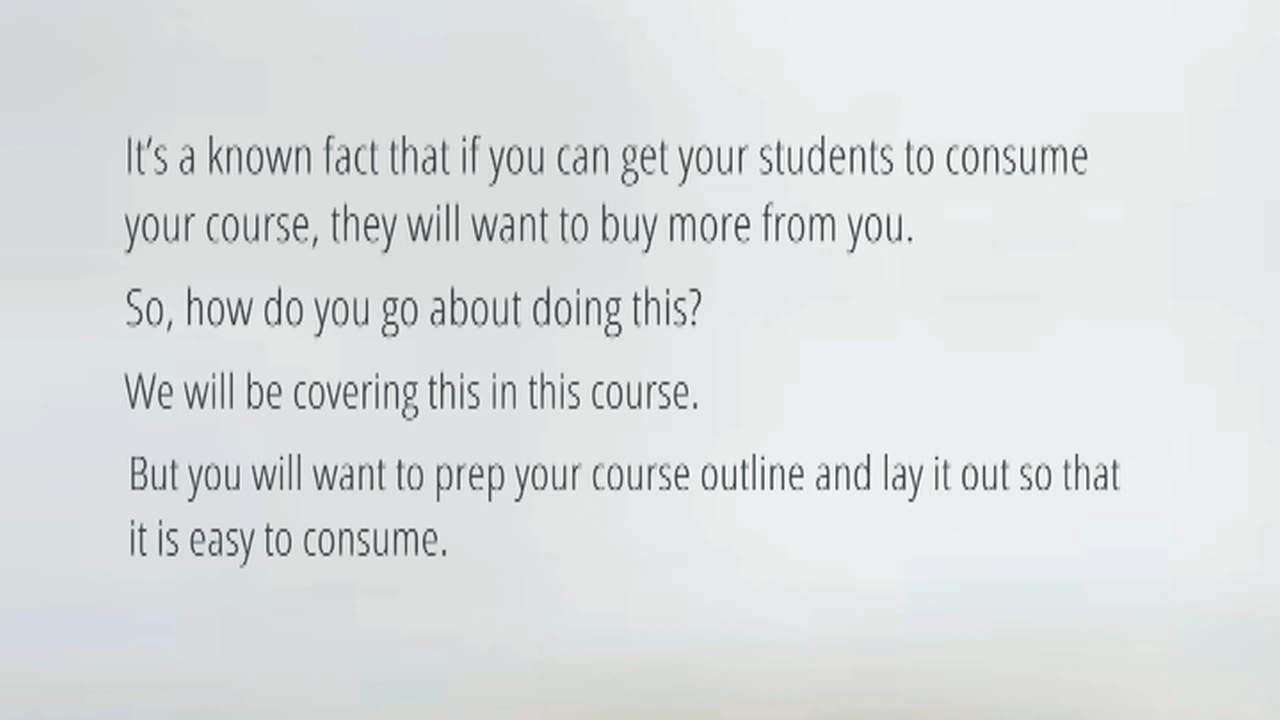 It’s a known fact that if you can get your students to consume
your course, they will want to buy more from you.
So, how do you go about doing this?
We will be covering this in this course.
But you will want to prep your course outline and lay it out so that
it is easy to consume.